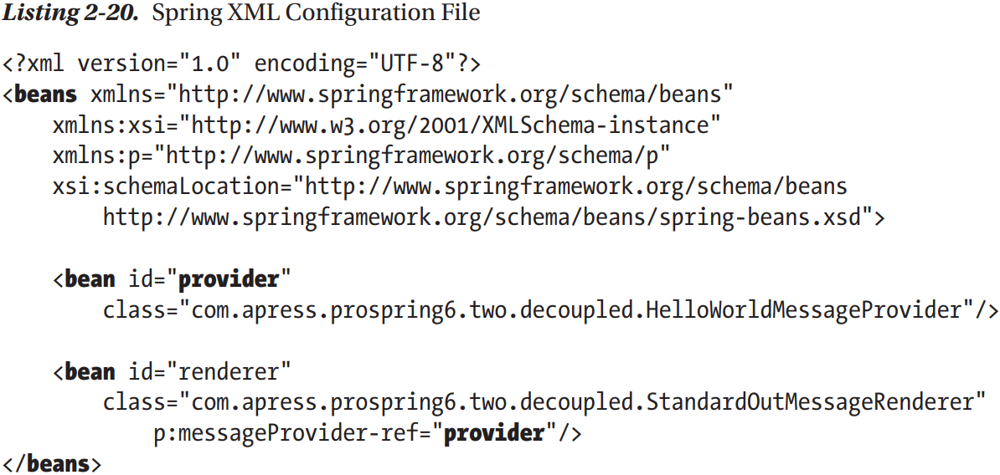 Listing 2-20. Spring XML Configuration File
<?xml version="1.0" encoding="UTF-8"?>
<beans xmlns="http://www.springframework.org/schema/beans"
    xmlns:xsi="http://www.w3.org/2001/XMLSchema-instance"
    xmlns:p="http://www.springframework.org/schema/p"
    xsi:schemaLocation="http://www.springframework.org/schema/beans
        http://www.springframework.org/schema/beans/spring-beans.xsd">
    <bean id="provider"
        class="com.apress.prospring6.two.decoupled.HelloWorldMessageProvider"/>
    <bean id="renderer"
        class="com.apress.prospring6.two.decoupled.StandardOutMessageRenderer"
            p:messageProvider-ref="provider"/>
</beans>